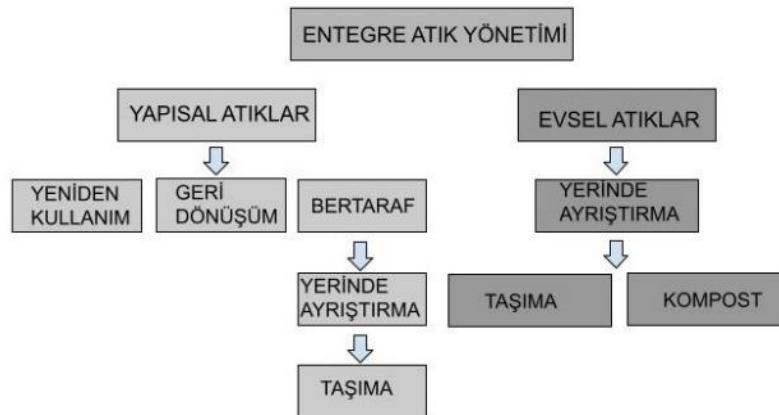 ENTEGRE ATIK YÖNETİMİ
YAPISAL ATIKLAR
EVSEL ATIKLAR
YENİDEN
KULLANIM
GERİ
DÖNÜŞÜM
BERTARAF
YERİNDE
AYRIŞTIRMA
YERİNDE
AYRIŞTIRMA
TAŞIMA
KOMPOST
TAŞIMA